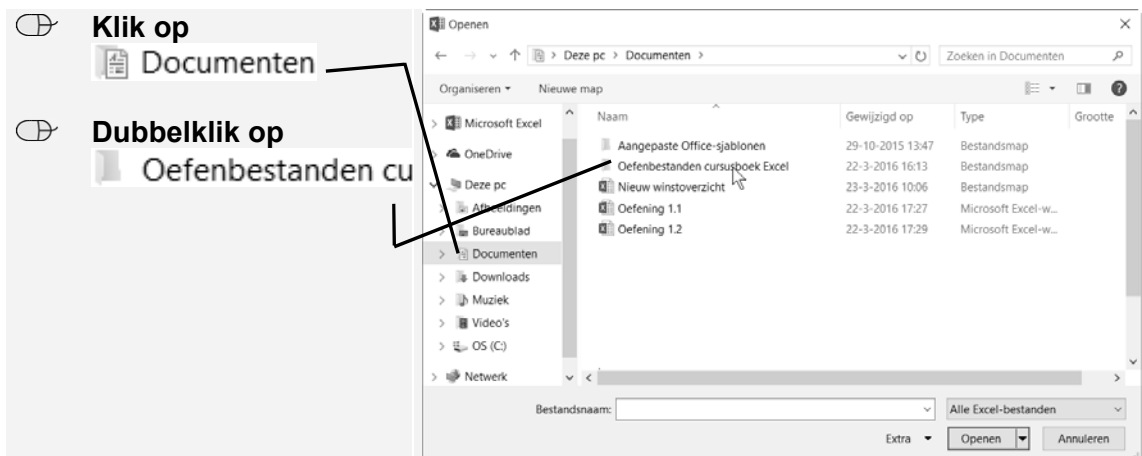 Klik op
Documenten
Dubbelklik op
Oefenbestanden cu
Openen
Deze pc > Documenten >
Zoeken in Documenten
Organiseren
Nieuwe map
Microsoft Excel
OneDrive
Deze pc
Afbeeldingen
Bureaublad
Documenten
Downloads
Muziek
Video's
OS (C:)
Netwerk
Naam Gewijzigd op Type Grootte
Aangepaste Office-sjablonen 29-10-2015 13:47 Bestandsmap
Oefenbestanden cursusboek Excel 22-3-2016 16:13 Bestandsmap
Nieuw winstoverzicht 23-3-2016 10:06 Bestandsmap
Oefening 1.1 22-3-2016 17:27 Microsoft Excel-w...
Oefening 1.2 22-3-2016 17:29 Microsoft Excel-w...
Bestandsnaam:
Alle Excel-bestanden
Extra
Openen
Annuleren